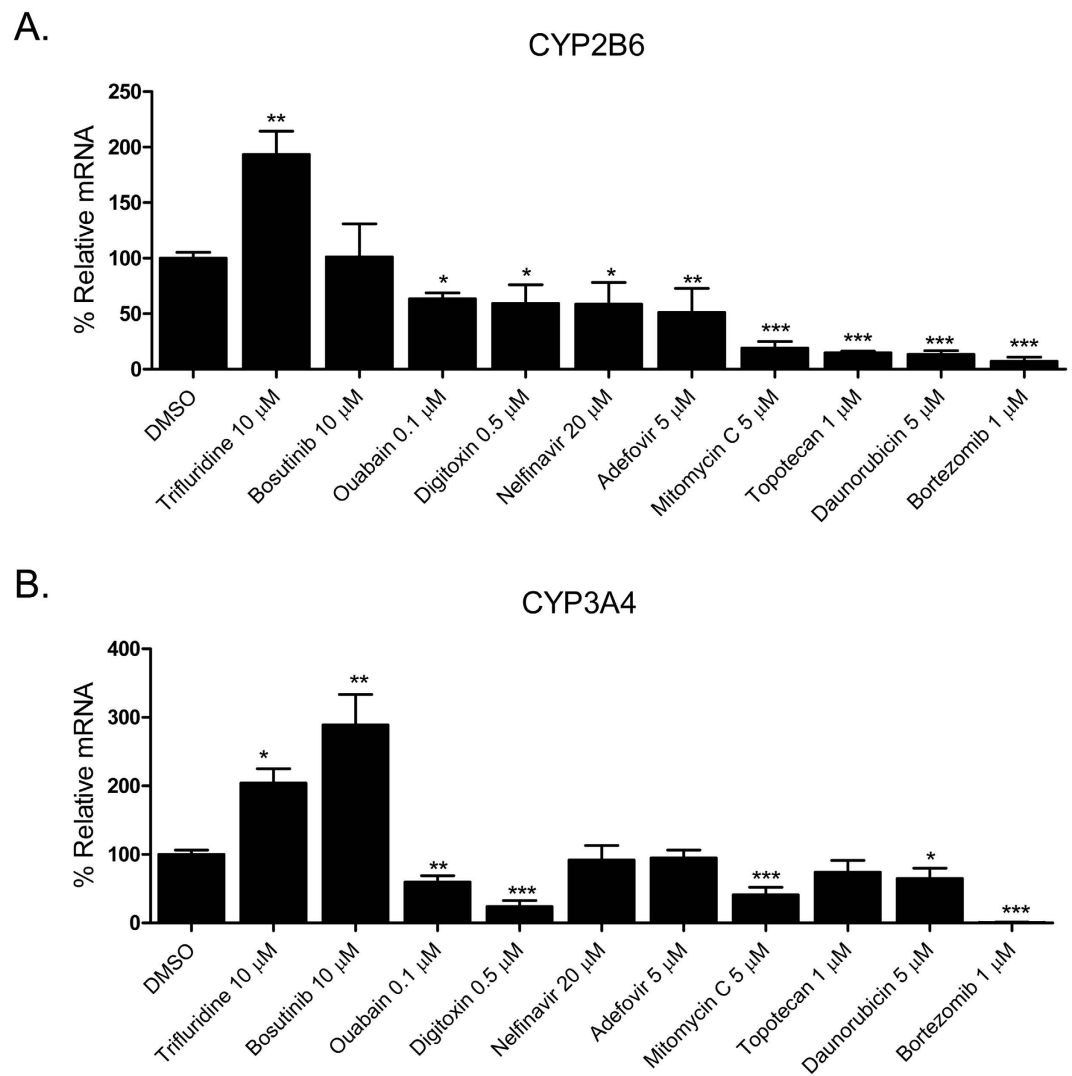 A.
CYP2B6
% Relative mRNA
250
200
150
100
50
0
**
*
*
*
**
***
***
***
***
DMSO
Trifluridine 10 μM
Bosutinib 10 μM
Ouabain 0.1 μM
Digitoxin 0.5 μM
Nelfinavir 20 μM
Adefovir 5 μM
Mitomycin C 5 μM
Topotecan 1 μM
Daunorubicin 5 μM
Bortezomib 1 μM
B.
CYP3A4
% Relative mRNA
400
300
200
100
0
*
**
**
***
***
*
***
DMSO
Trifluridine 10 μM
Bosutinib 10 μM
Ouabain 0.1 μM
Digitoxin 0.5 μM
Nelfinavir 20 μM
Adefovir 5 μM
Mitomycin C 5 μM
Topotecan 1 μM
Daunorubicin 5 μM
Bortezomib 1 μM